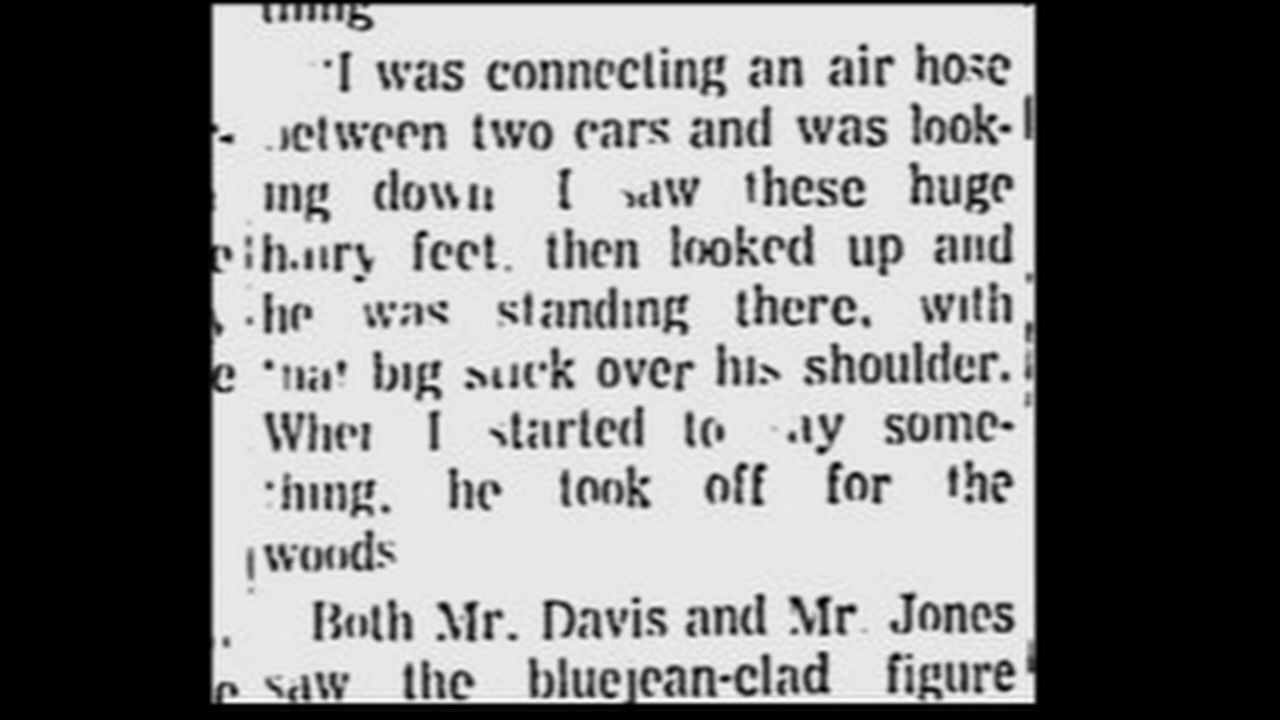 thing
"I was connecting an air hose
between two cars and was look-
ing down I saw these huge
hairy feet. then looked up and
he was standing there, with
that big stick over his shoulder.
When I started to say some-
thing, he took off for the
woods
Both Mr. Davis and Mr. Jones
saw the bluejean-clad figure